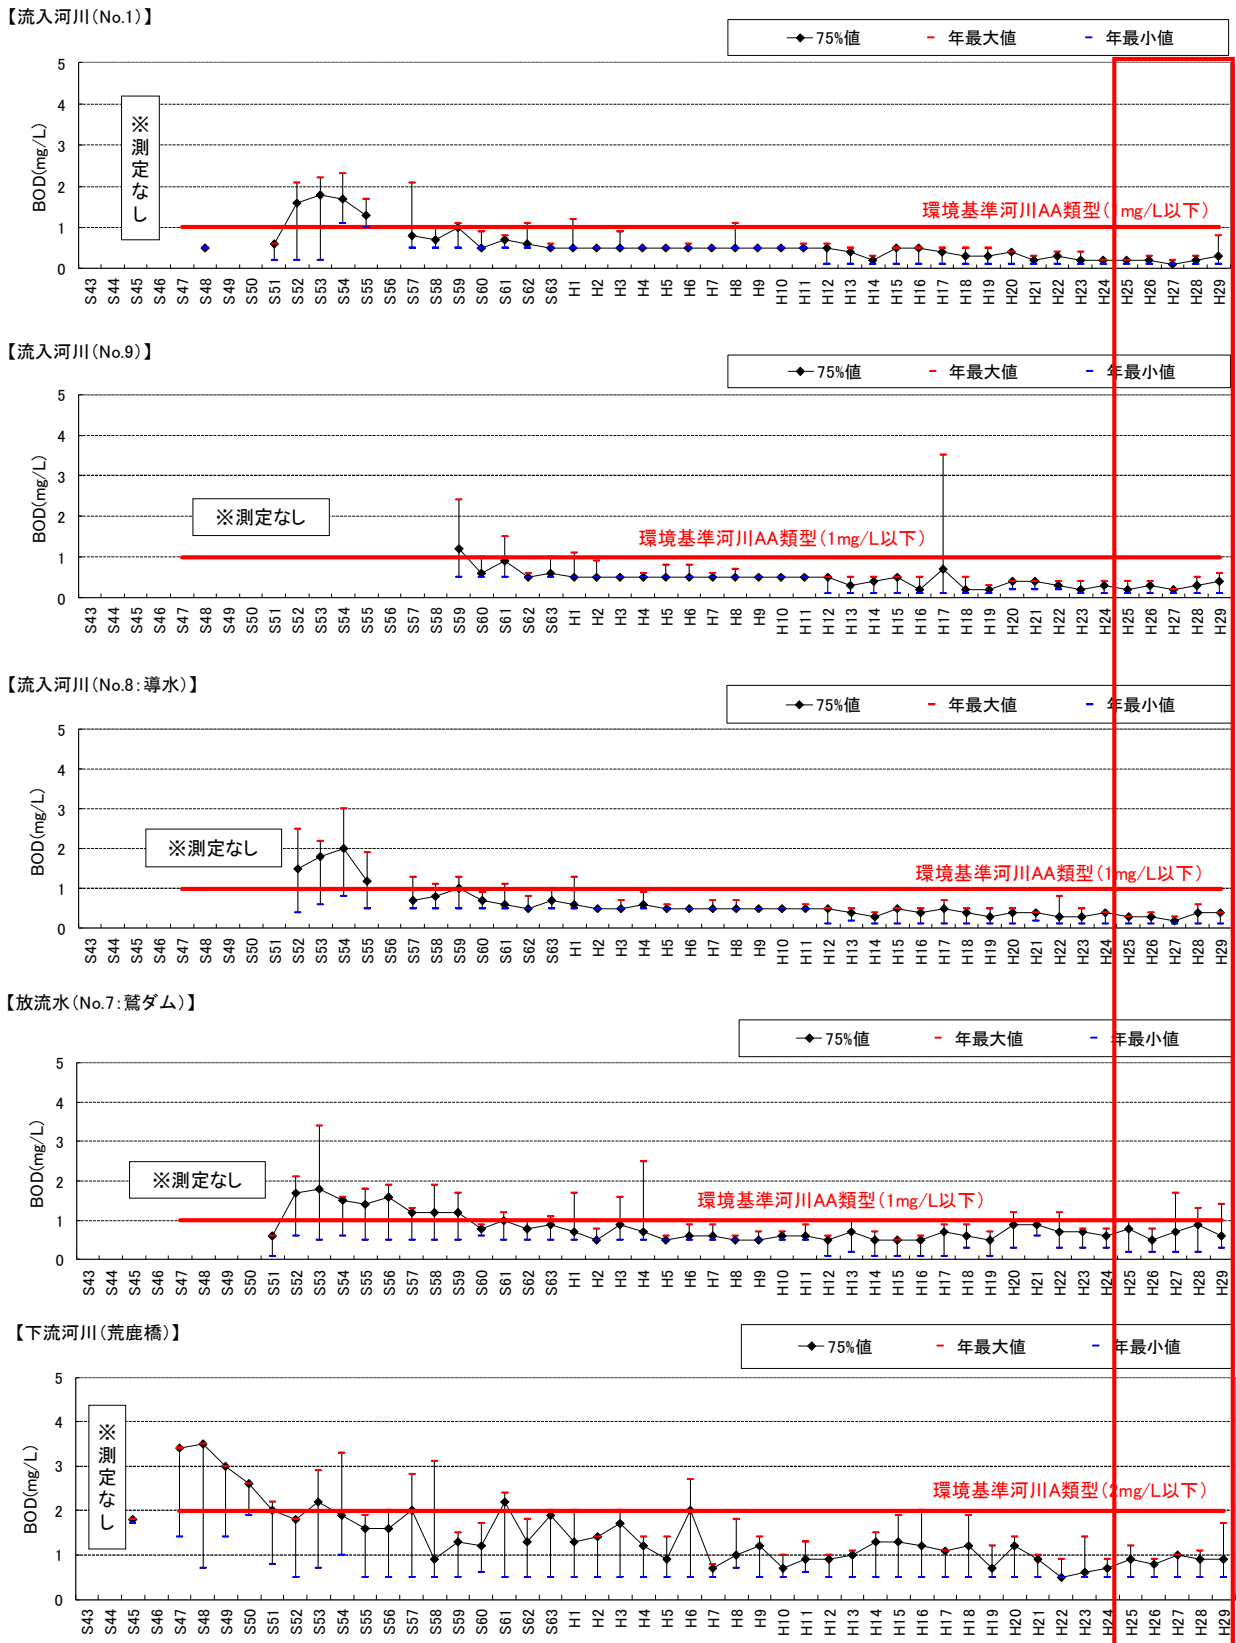 【流入河川(No.1)】
75%値 年最大値 年最小値
BOD(mg/L)
5
4
3
2
1
0
※測定なし
環境基準河川AA類型(1mg/L以下)
S43 S44 S45 S46 S47 S48 S49 S50 S51 S52 S53 S54 S55 S56 S57 S58 S59 S60 S61 S62 S63 H1 H2 H3 H4 H5 H6 H7 H8 H9 H10 H11 H12 H13 H14 H15 H16 H17 H18 H19 H20 H21 H22 H23 H24 H25 H26 H27 H28 H29
【流入河川(No.9)】
75%値 年最大値 年最小値
BOD(mg/L)
5
4
3
2
1
0
※測定なし
環境基準河川AA類型(1mg/L以下)
S43 S44 S45 S46 S47 S48 S49 S50 S51 S52 S53 S54 S55 S56 S57 S58 S59 S60 S61 S62 S63 H1 H2 H3 H4 H5 H6 H7 H8 H9 H10 H11 H12 H13 H14 H15 H16 H17 H18 H19 H20 H21 H22 H23 H24 H25 H26 H27 H28 H29
【流入河川(No.8:導水)】
75%値 年最大値 年最小値
BOD(mg/L)
5
4
3
2
1
0
※測定なし
環境基準河川AA類型(1mg/L以下)
S43 S44 S45 S46 S47 S48 S49 S50 S51 S52 S53 S54 S55 S56 S57 S58 S59 S60 S61 S62 S63 H1 H2 H3 H4 H5 H6 H7 H8 H9 H10 H11 H12 H13 H14 H15 H16 H17 H18 H19 H20 H21 H22 H23 H24 H25 H26 H27 H28 H29
【放流水(No.7:鷲ダム)】
75%値 年最大値 年最小値
BOD(mg/L)
5
4
3
2
1
0
※測定なし
環境基準河川AA類型(1mg/L以下)
S43 S44 S45 S46 S47 S48 S49 S50 S51 S52 S53 S54 S55 S56 S57 S58 S59 S60 S61 S62 S63 H1 H2 H3 H4 H5 H6 H7 H8 H9 H10 H11 H12 H13 H14 H15 H16 H17 H18 H19 H20 H21 H22 H23 H24 H25 H26 H27 H28 H29
【下流河川(荒鹿橋)】
75%値 年最大値 年最小値
BOD(mg/L)
5
4
3
2
1
0
※測定なし
環境基準河川A類型(2mg/L以下)
S43 S44 S45 S46 S47 S48 S49 S50 S51 S52 S53 S54 S55 S56 S57 S58 S59 S60 S61 S62 S63 H1 H2 H3 H4 H5 H6 H7 H8 H9 H10 H11 H12 H13 H14 H15 H16 H17 H18 H19 H20 H21 H22 H23 H24 H25 H26 H27 H28 H29